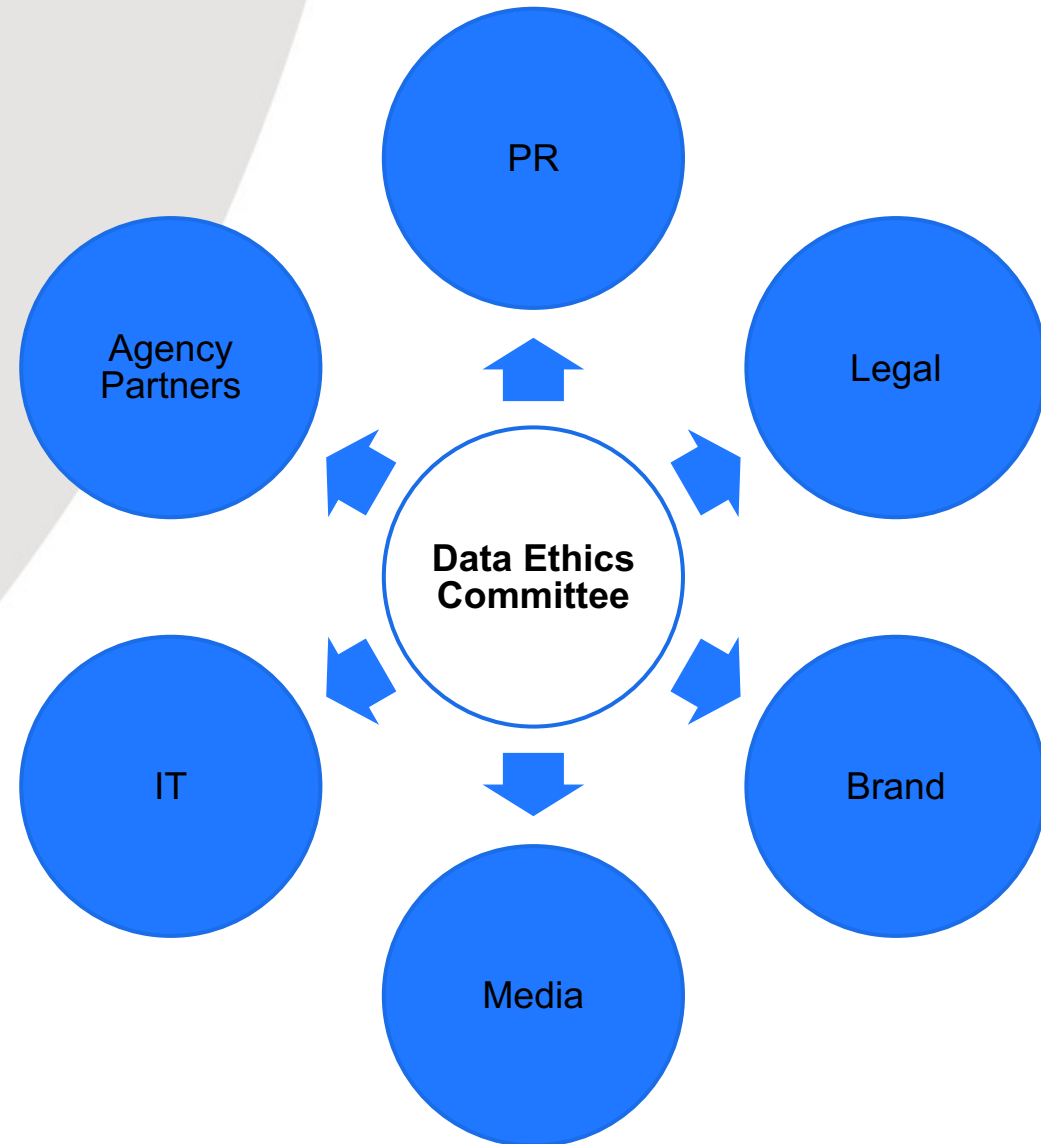 PR
Agency
Partners
Legal
Data Ethics
Committee
IT
Brand
Media